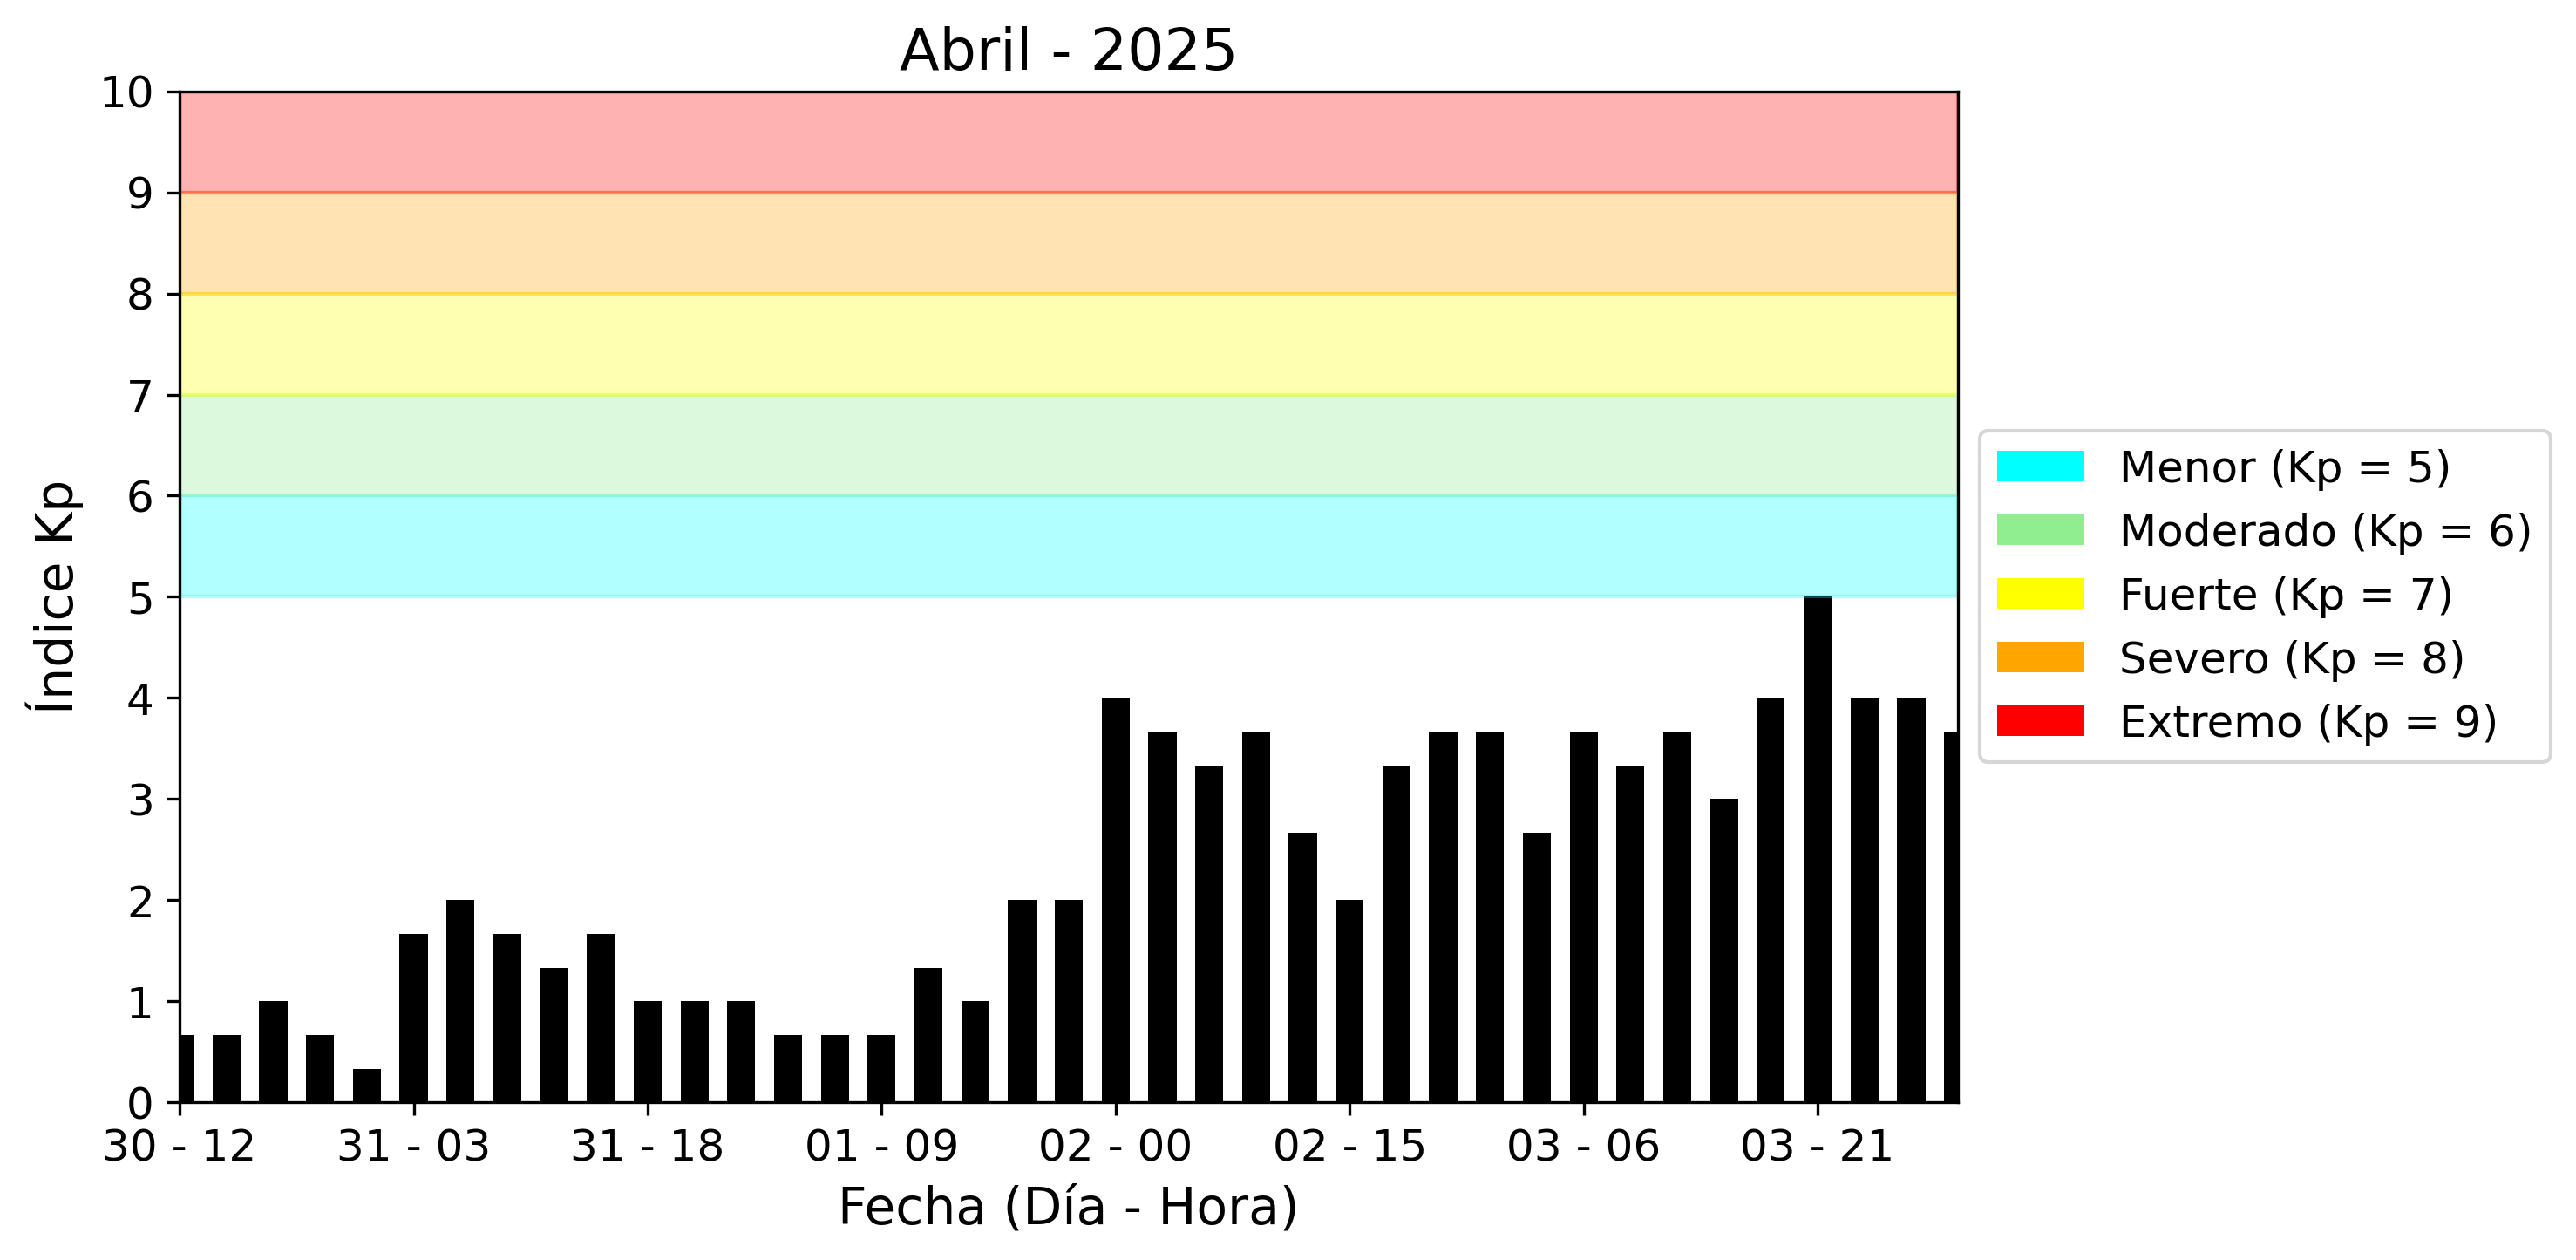 Abril - 2025
10
9
8
7
6
5
4
3
2
1
0
Índice Kp
30 - 12
31 - 03
31 - 18
01 - 09
02 - 00
02 - 15
03 - 06
03 - 21
Fecha (Día - Hora)
Menor (Kp = 5)
Moderado (Kp = 6)
Fuerte (Kp = 7)
Severo (Kp = 8)
Extremo (Kp = 9)